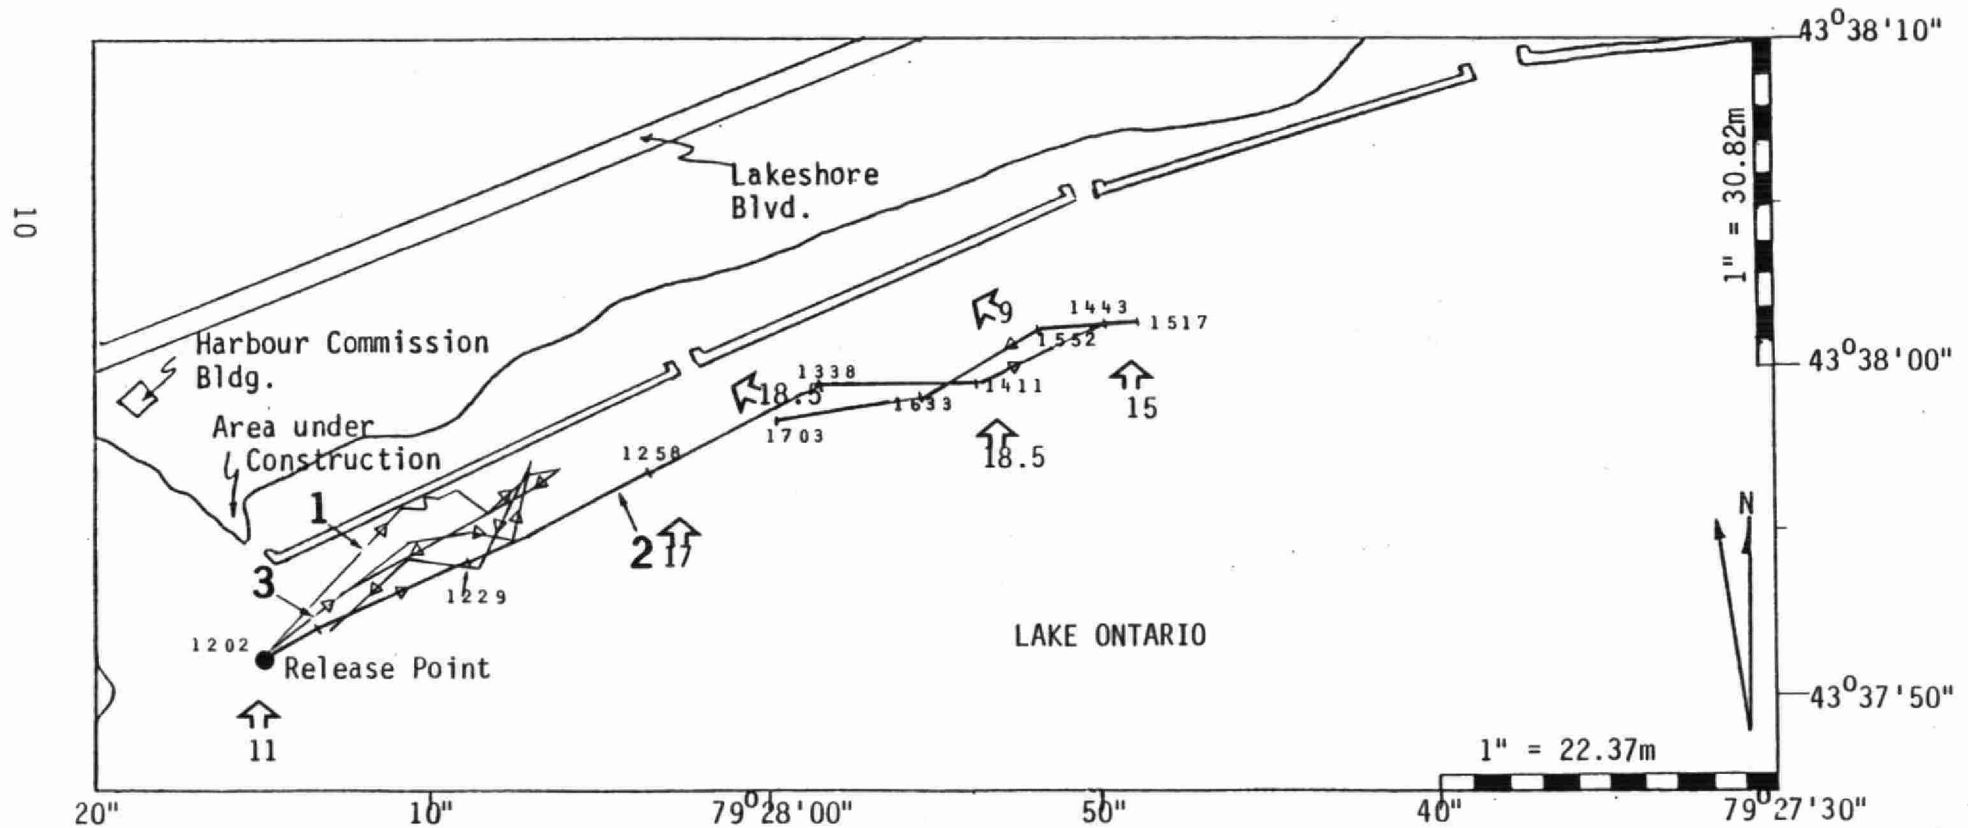 43°38'10"
1" = 30.82m
10
Lakeshore
Blvd.
Harbour Commission
Bldg.
Area under
Construction
9
1443
1517
1552
43°38'00"
1338
18.5
1411
1633
15
1703
18.5
1258
1
N
2
17
3
1229
1202
Release Point
LAKE ONTARIO
43°37'50"
11
1" = 22.37m
20"
10"
79°28'00"
50"
40"
79°27'30"